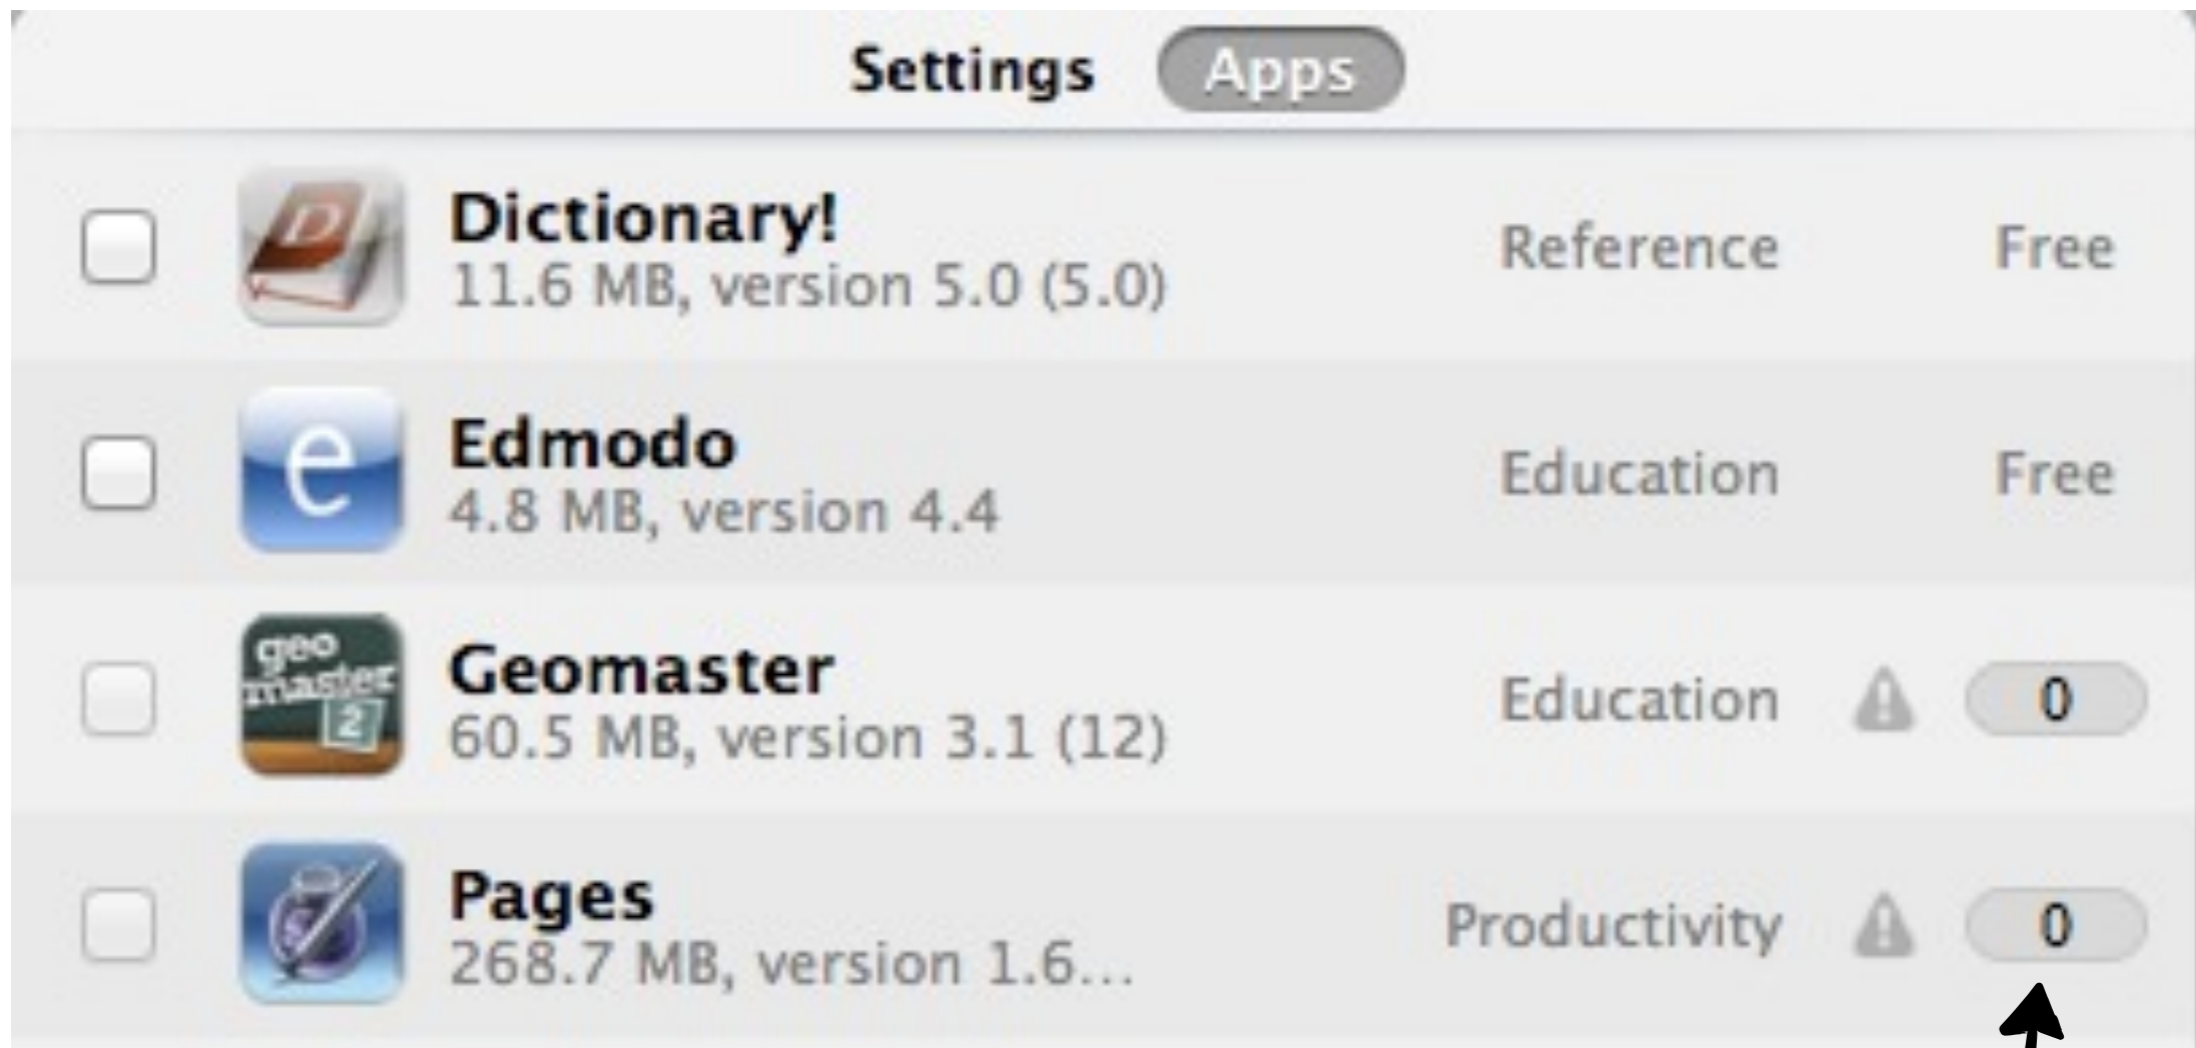 Settings Apps
D
Dictionary!
11.6 MB, version 5.0 (5.0)
Reference
Free
e
Edmodo
4.8 MB, version 4.4
Education
Free
geo
master
2
Geomaster
60.5 MB, version 3.1 (12)
Education
0
Pages
268.7 MB, version 1.6...
Productivity
0